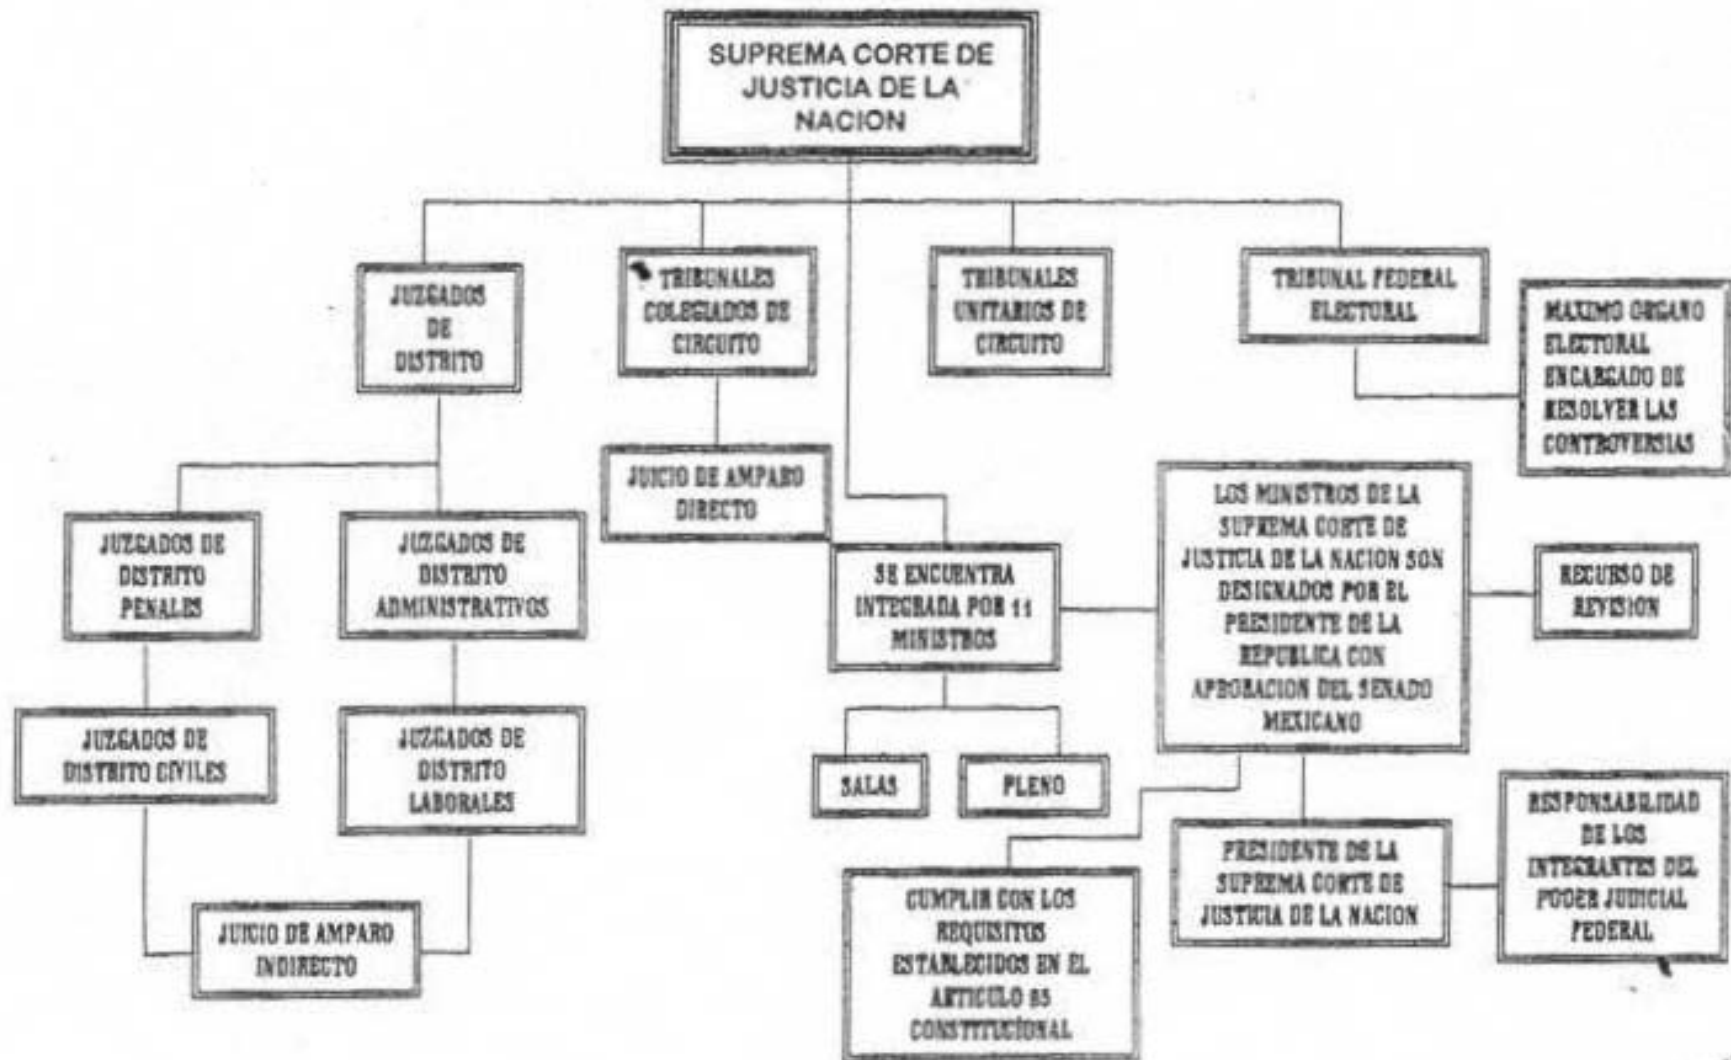 SUPREMA CORTE DE
JUSTICIA DE LA
NACION
JUZGADOS
DE
DISTRITO
TRIBUNALES
COLEGIADOS DE
CIRCUITO
TRIBUNALES
UNITARIOS DE
CIRCUITO
TRIBUNAL FEDERAL
ELECTORAL
MAXIMO ORGANO
ELECTORAL
ENCARGADO DE
RESOLVER LAS
CONTROVERSIAS
JUICIO DE AMPARO
DIRECTO
JUZGADOS DE
DISTRITO
PENALES
JUZGADOS DE
DISTRITO
ADMINISTRATIVOS
SE ENCUENTRA
INTEGRADA POR 11
MINISTROS
LOS MINISTROS DE LA
SUPREMA CORTE DE
JUSTICIA DE LA NACION SON
DESIGNADOS POR EL
PRESIDENTE DE LA
REPUBLICA CON
APROBACION DEL SENADO
MEXICANO
RECURSO DE
REVISION
JUZGADOS DE
DISTRITO CIVILES
JUZGADOS DE
DISTRITO
LABORALES
SALAS
PLENO
PRESIDENTE DE LA
SUPREMA CORTE DE
JUSTICIA DE LA NACION
RESPONSABILIDAD
DE LOS
INTEGRANTES DEL
PODER JUDICIAL
FEDERAL
JUICIO DE AMPARO
INDIRECTO
CUMPLIR CON LOS
REQUISITOS
ESTABLECIDOS EN EL
ARTICULO 95
CONSTITUCIONAL